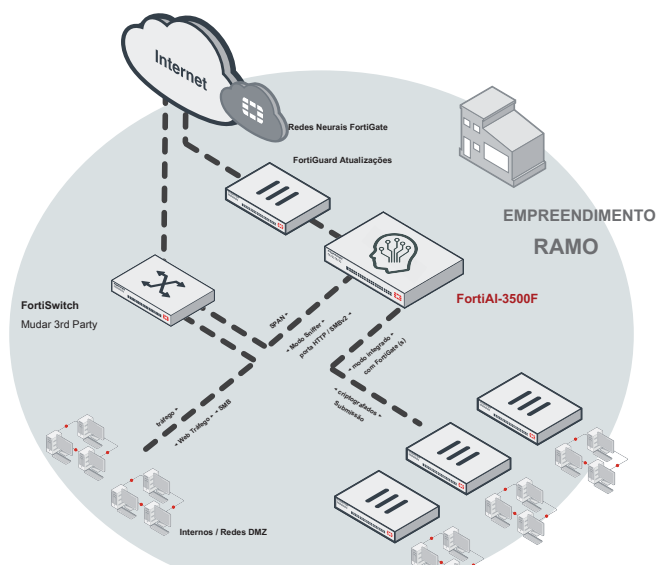 Internet
Redes Neurais FortiGate
FortiGuard Atualizações
EMPREENDIMENTO
RAMO
FortiAI-3500F
FortiSwitch
Mudar 3rd Party
SPAN -
- Modo Sniffer -
porta HTTP / SMBv2 -
- modo integrado
com FortiGate (s)
- criptografados
Submissão
tráfego -
- Web Tráfego - - SMB
Internos / Redes DMZ